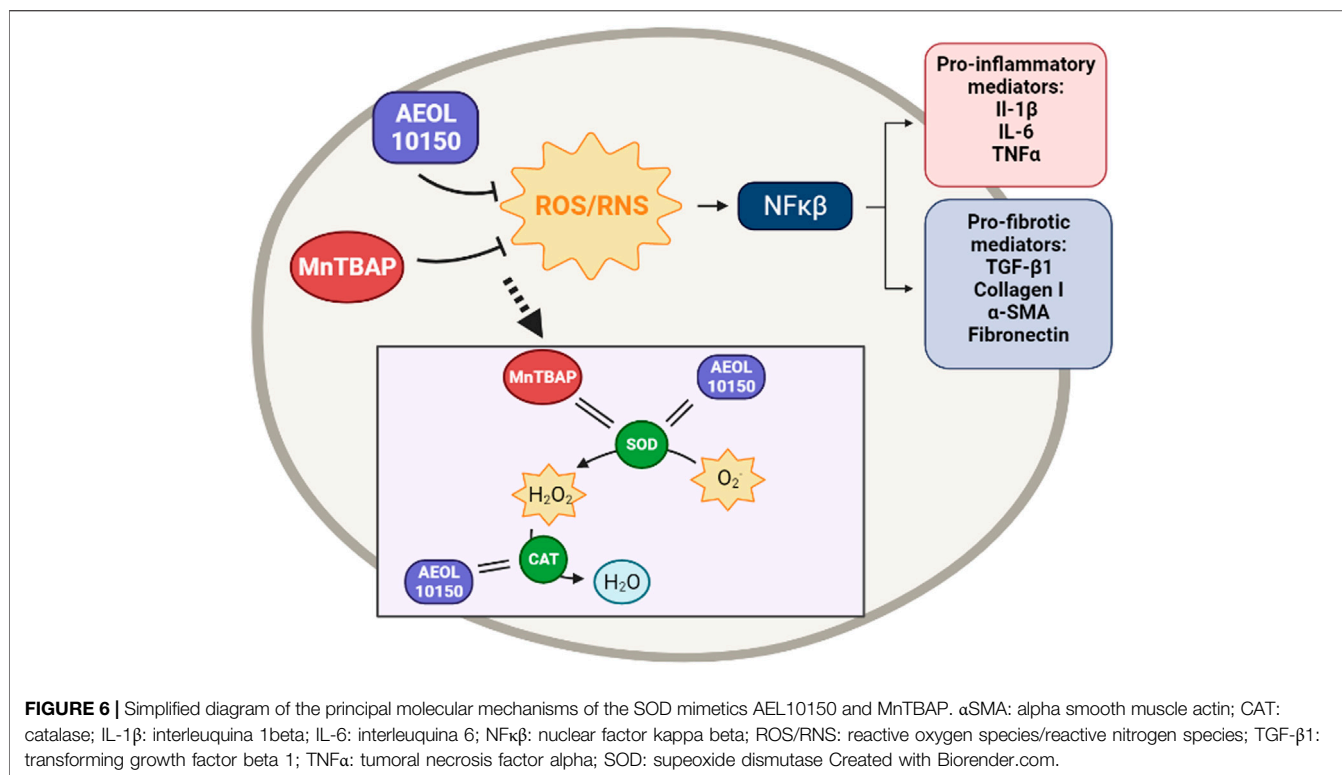 AEOL
10150
MnTBAP
ROS/RNS
NFκβ
Pro-inflammatory
mediators:
Il-1β
IL-6
TNFα
Pro-fibrotic
mediators:
TGF-β1
Collagen I
α-SMA
Fibronectin
MnTBAP
AEOL
10150
SOD
H₂O₂
O₂⁻
CAT
AEOL
10150
H₂O
FIGURE 6 | Simplified diagram of the principal molecular mechanisms of the SOD mimetics AEL10150 and MnTBAP. αSMA: alpha smooth muscle actin; CAT:
catalase; IL-1β: interleuquina 1beta; IL-6: interleuquina 6; NFκβ: nuclear factor kappa beta; ROS/RNS: reactive oxygen species/reactive nitrogen species; TGF-β1:
transforming growth factor beta 1; TNFα: tumoral necrosis factor alpha; SOD: supeoxide dismutase Created with Biorender.com.